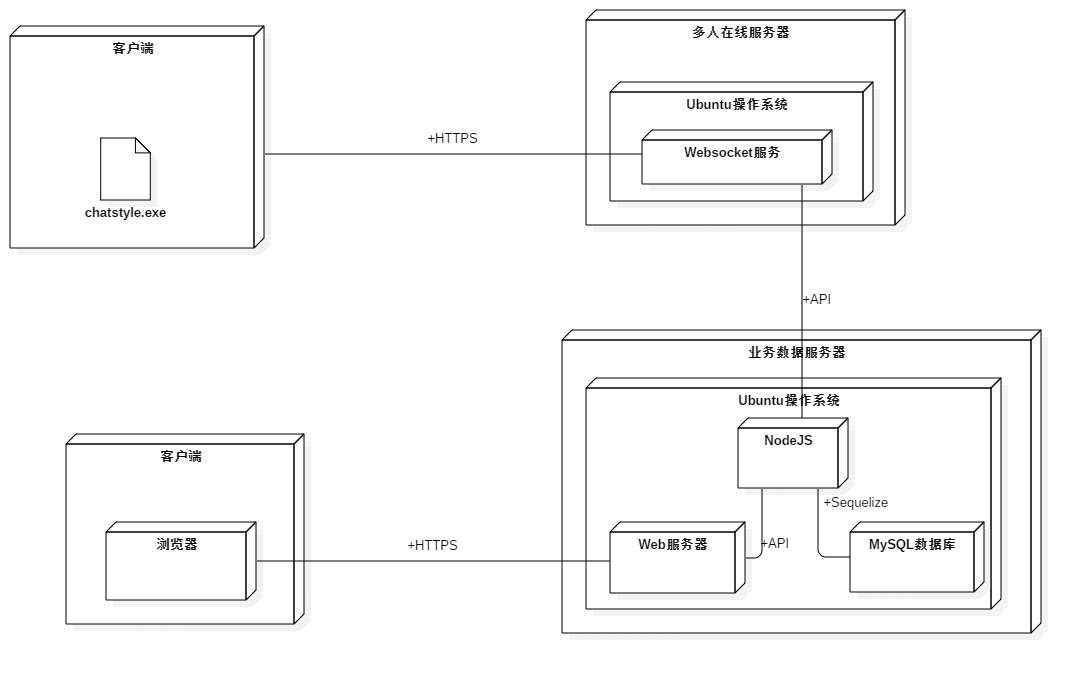 客户端
chatstyle.exe
+HTTPS
多人在线服务器
Ubuntu操作系统
Websocket服务
+API
业务数据服务器
Ubuntu操作系统
NodeJS
+Sequelize
客户端
浏览器
+HTTPS
Web服务器
+API
MySQL数据库